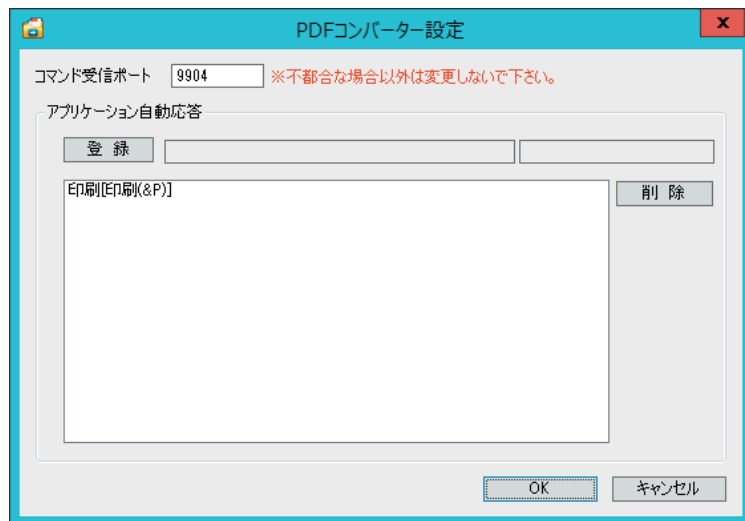 PDFコンバーター設定
x
コマンド受信ポート 9904 ※不都合な場合以外は変更しないで下さい。
アプリケーション自動応答
登 録
印刷[印刷(&P)]
削 除
OK キャンセル